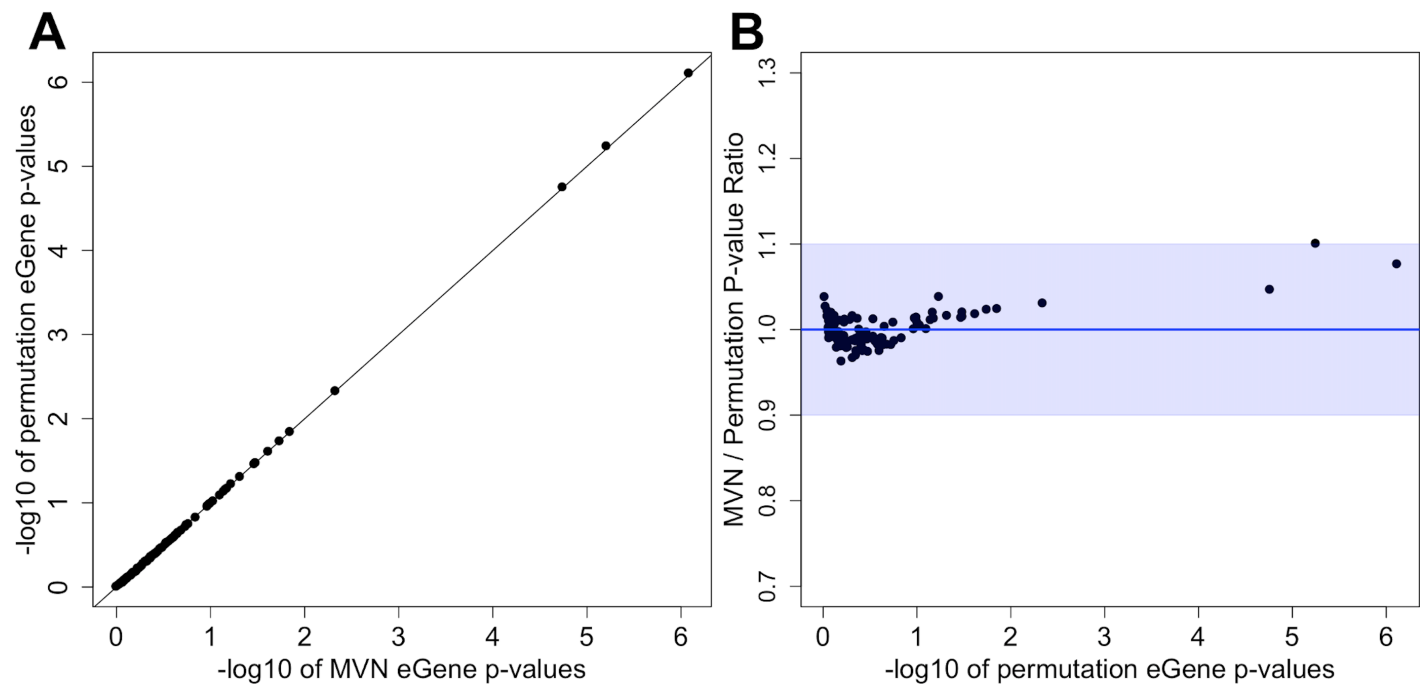 A
-log10 of permutation eGene p-values
6
5
4
3
2
1
0
0 1 2 3 4 5 6
-log10 of MVN eGene p-values
B
MVN / Permutation P-value Ratio
1.3
1.2
1.1
1.0
0.9
0.8
0.7
0 1 2 3 4 5 6
-log10 of permutation eGene p-values